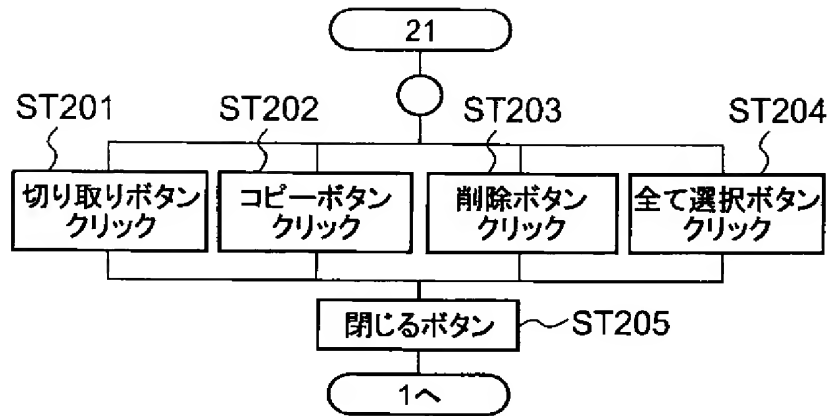 21
ST201
ST202
ST203
ST204
切り取りボタン
クリック
コピーボタン
クリック
削除ボタン
クリック
全て選択ボタン
クリック
閉じるボタン
ST205
1へ